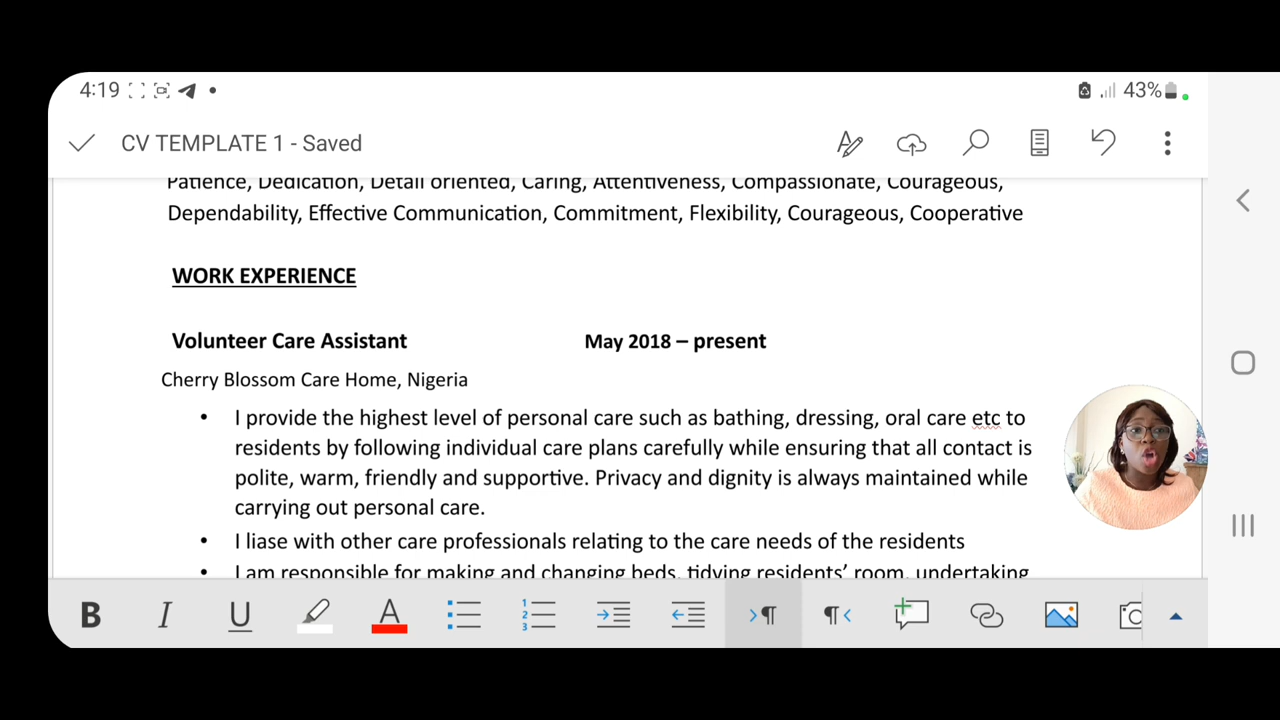 4:19
43%
CV TEMPLATE 1 - Saved
Patience, Dedication, Detail oriented, Caring, Attentiveness, Compassionate, Courageous,
Dependability, Effective Communication, Commitment, Flexibility, Courageous, Cooperative
WORK EXPERIENCE
Volunteer Care Assistant May 2018 – present
Cherry Blossom Care Home, Nigeria
• I provide the highest level of personal care such as bathing, dressing, oral care etc to
residents by following individual care plans carefully while ensuring that all contact is
polite, warm, friendly and supportive. Privacy and dignity is always maintained while
carrying out personal care.
• I liase with other care professionals relating to the care needs of the residents
• I am responsible for making and changing beds, tidying residents’ room, undertaking
B I U A